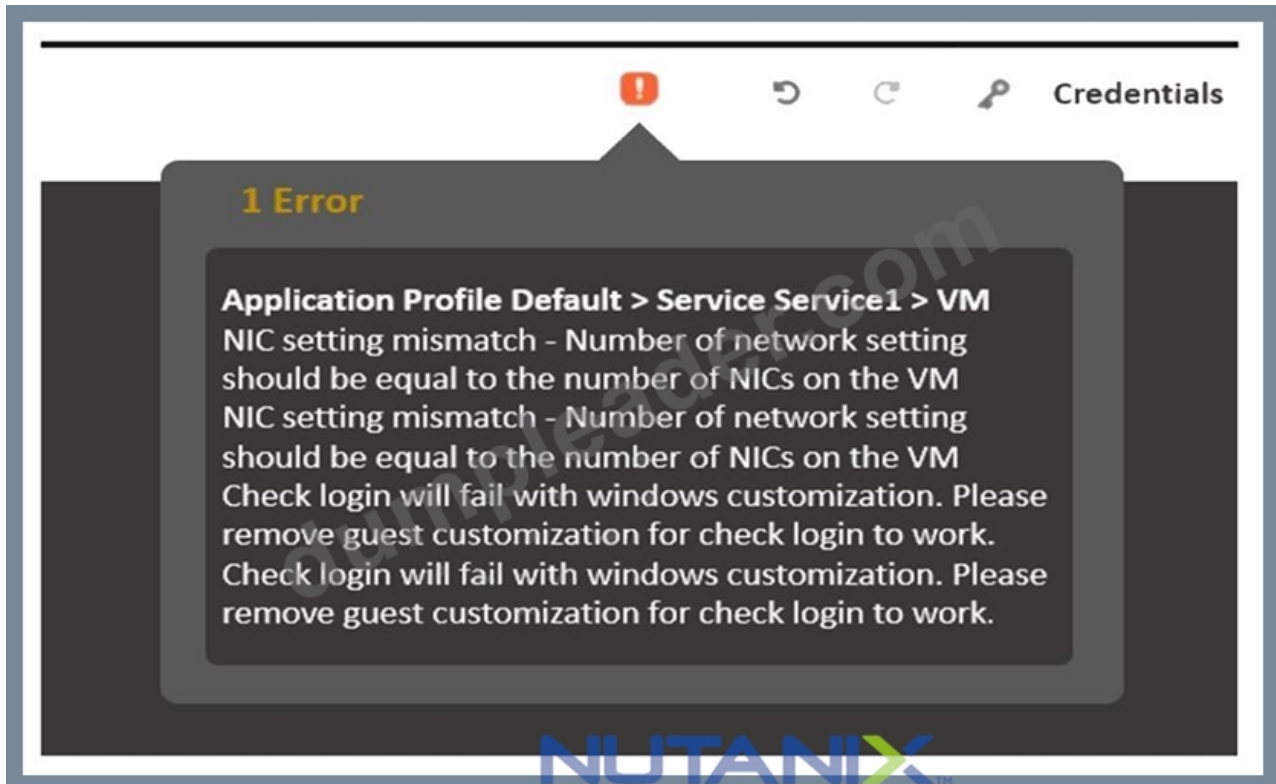 !
Credentials
1 Error
Application Profile Default > Service Service1 > VM
NIC setting mismatch - Number of network setting
should be equal to the number of NICs on the VM
NIC setting mismatch - Number of network setting
should be equal to the number of NICs on the VM
Check login will fail with windows customization. Please
remove guest customization for check login to work.
Check login will fail with windows customization. Please
remove guest customization for check login to work.
dumpleader.com
NUTANIX
TM